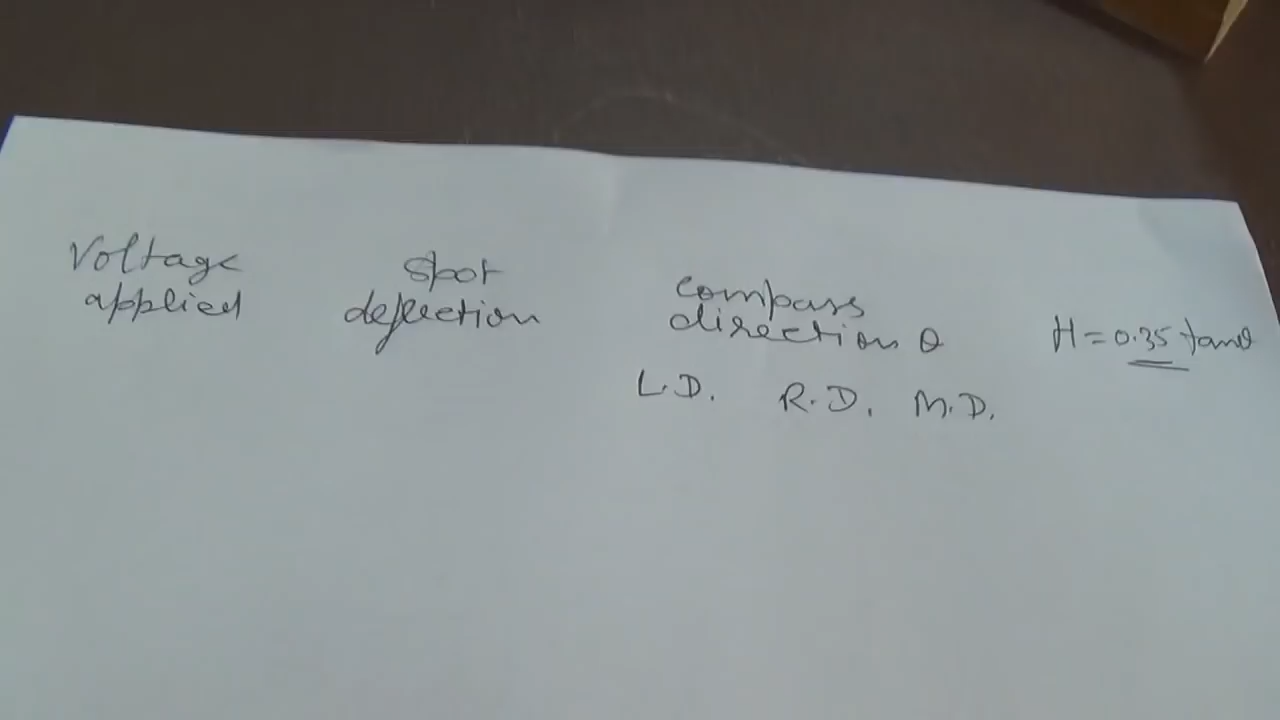 Voltage applied
spot deflection
compass direction θ
H = 0.35 tanθ
L.D. R.D. M.D.